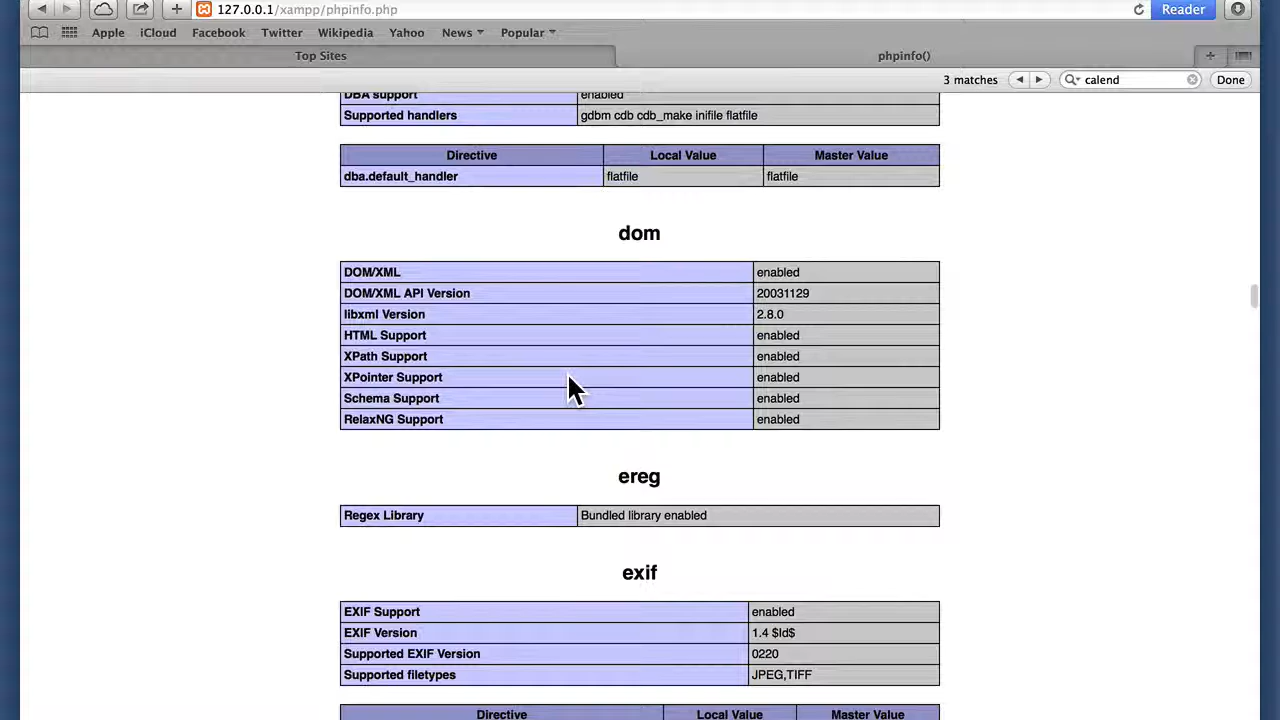 127.0.0.1/xampp/phpinfo.php
Reader
Apple iCloud Facebook Twitter Wikipedia Yahoo News Popular
Top Sites phpinfo()
3 matches calend Done
DBA support enabled
Supported handlers gdbm cdb cdb_make inifile flatfile
Directive Local Value Master Value
dba.default_handler flatfile flatfile
dom
DOM/XML enabled
DOM/XML API Version 20031129
libxml Version 2.8.0
HTML Support enabled
XPath Support enabled
XPointer Support enabled
Schema Support enabled
RelaxNG Support enabled
ereg
Regex Library Bundled library enabled
exif
EXIF Support enabled
EXIF Version 1.4 $Id$
Supported EXIF Version 0220
Supported filetypes JPEG,TIFF
Directive Local Value Master Value